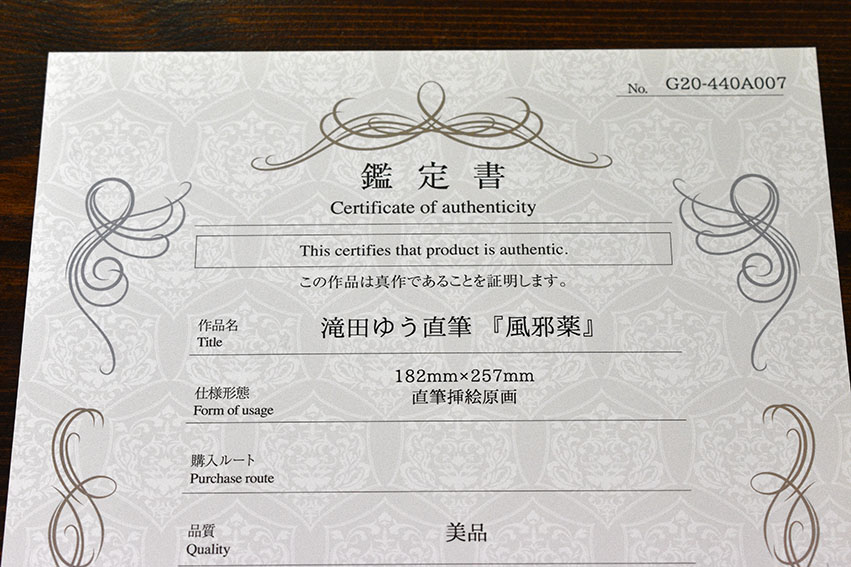 No. G20-440A007
鑑定書
Certificate of authenticity
This certifies that product is authentic.
この作品は真作であることを証明します。
作品名
Title
滝田ゆう直筆 『風邪薬』
仕様形態
Form of usage
182mm×257mm
直筆挿絵原画
購入ルート
Purchase route
品質
Quality
美品